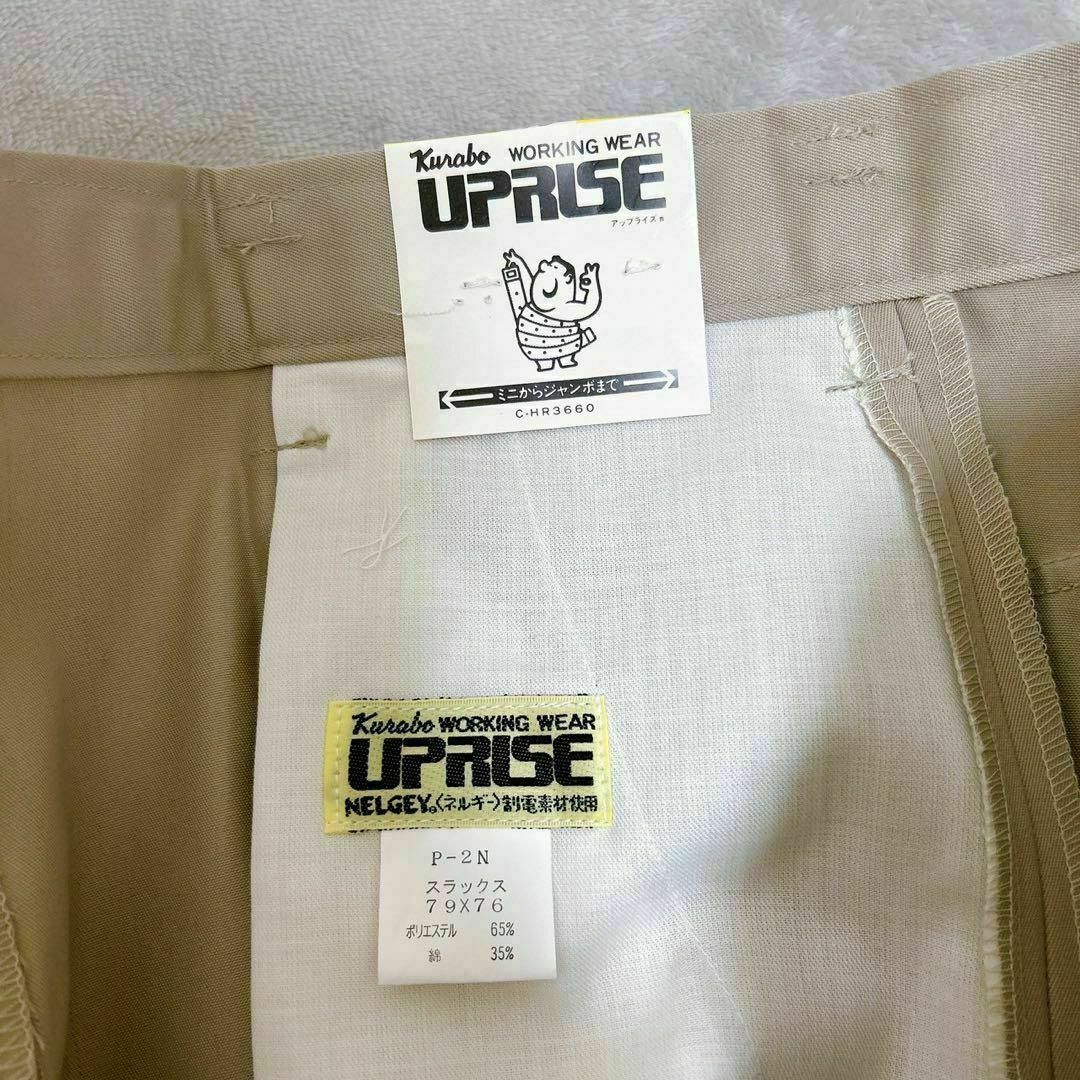 Kurabo WORKING WEAR
UPRISE
アップライズ
ミニからジャンボまで
C-HR3660
Kurabo WORKING WEAR
UPRISE
NELGEY〈ネルギー〉制電素材使用
P-2N
スラックス
79X76
ポリエステル 65%
綿 35%